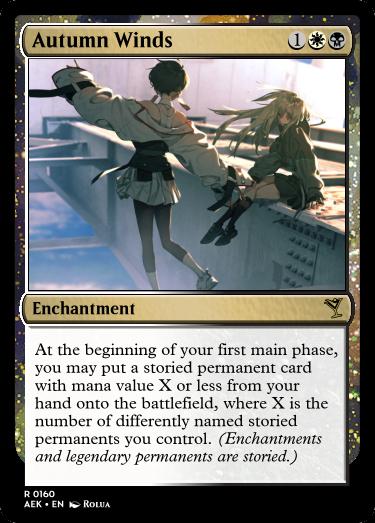 Autumn Winds 1
Enchantment
At the beginning of your first main phase,
you may put a storied permanent card
with mana value X or less from your
hand onto the battlefield, where X is the
number of differently named storied
permanents you control. (Enchantments
and legendary permanents are storied.)
R 0160
AEK • EN Rolua